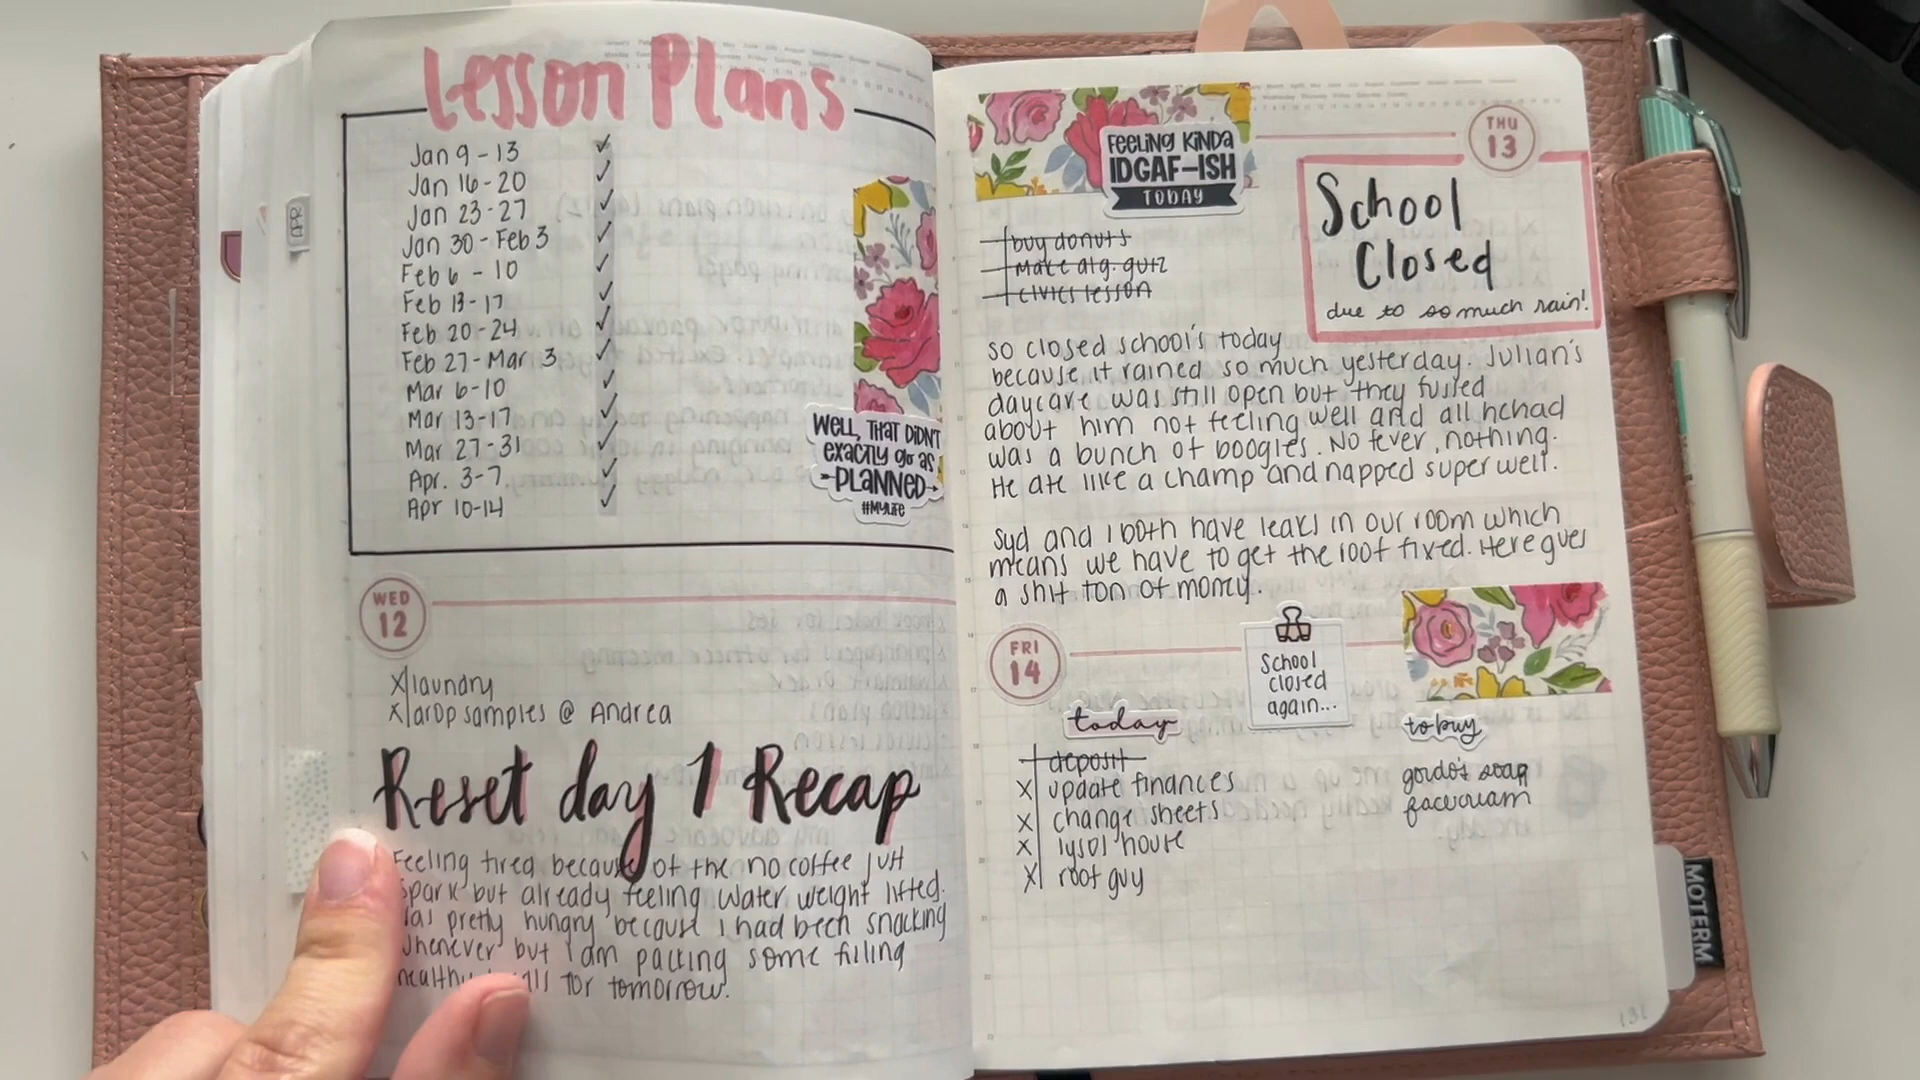 Lesson Plans
Jan 9 - 13 ✓
Jan 16 - 20 ✓
Jan 23 - 27 ✓
Jan 30 - Feb 3 ✓
Feb 6 - 10 ✓
Feb 13 - 17 ✓
Feb 20 - 24 ✓
Feb 27 - Mar 3 ✓
Mar 6 - 10 ✓
Mar 13 - 17 ✓
Mar 27 - 31 ✓
Apr. 3 - 7 ✓
Apr 10 - 14 ✓
WELL, THAT DIDN'T
EXACTLY GO AS
PLANNED
#MYLIFE
WED
12
X laundry
X drop samples @ Andrea
Reset day 1 Recap
Feeling tired because of the no coffee just
spark but already feeling water weight lifted.
Was pretty hungry because I had been snacking
whenever but I am packing some filling
for tomorrow.
FEELING KINDA
IDGAF-ISH
TODAY
THU
13
School
Closed
due to so much rain!
buy donuts
make alg. quiz
civics lesson
so closed school's today
because it rained so much yesterday. Julian's
daycare was still open but they fussed
about him not feeling well and all he had
was a bunch of boogies. No fever, nothing.
He ate like a champ and napped super well.
Syd and I both have leaks in our room which
means we have to get the roof fixed. Here goes
a shit ton of money.
FRI
14
School
closed
again...
today
deposit
X update finances
X change sheets
X lysol house
X roof guy
to buy
gordo's soap
facecream
MOTERM
131